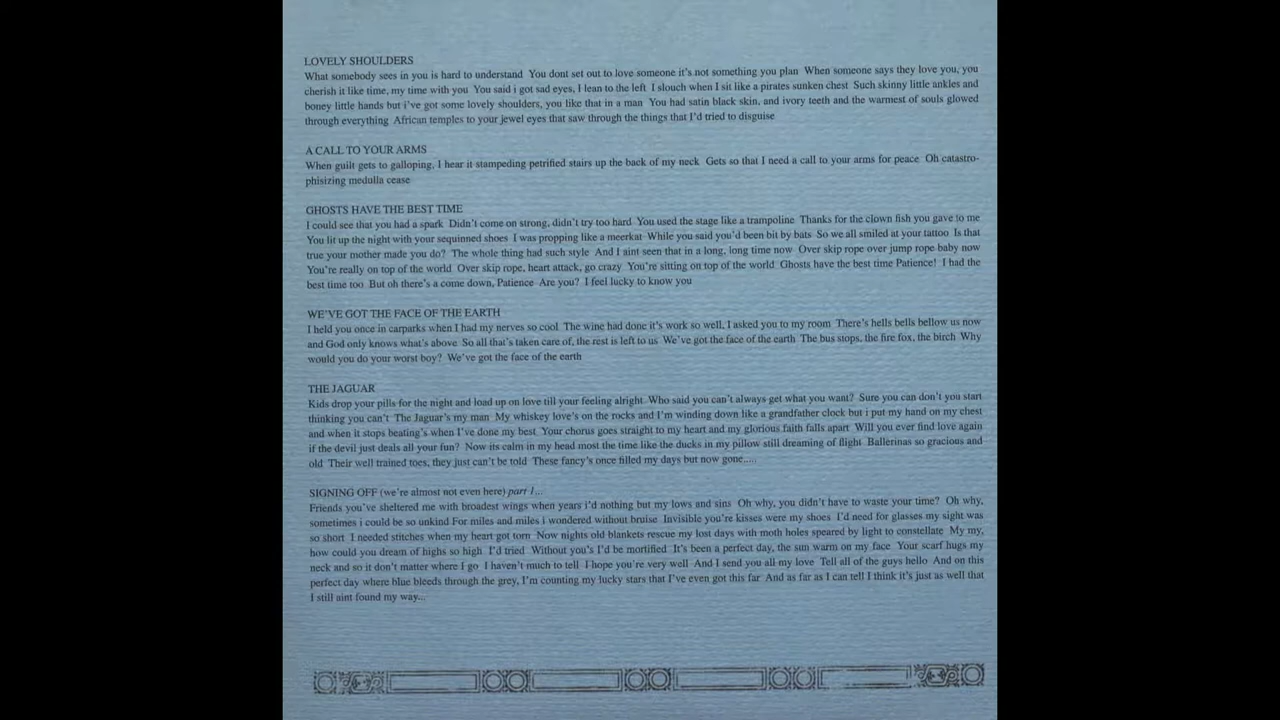 LOVELY SHOULDERS
What somebody sees in you is hard to understand You dont set out to love someone it's not something you plan When someone says they love you, you
cherish it like time, my time with you You said i got sad eyes, I lean to the left I slouch when I sit like a pirates sunken chest Such skinny little ankles and
boney little hands but i've got some lovely shoulders, you like that in a man You had satin black skin, and ivory teeth and the warmest of souls glowed
through everything African temples to your jewel eyes that saw through the things that I'd tried to disguise
A CALL TO YOUR ARMS
When guilt gets to galloping, I hear it stampeding petrified stairs up the back of my neck Gets so that I need a call to your arms for peace Oh catastro-
phisizing medolla cease
GHOSTS HAVE THE BEST TIME
I could see that you had a spark Didn't come on strong, didn't try too hard You used the stage like a trampoline Thanks for the clown fish you gave to me
You lit up the night with your sequinned shoes I was propping like a meerkat While you said you'd been bit by bats So we all smiled at your tattoo Is that
true your mother made you do? The whole thing had such style And I aint seen that in a long, long time now Over skip rope over jump rope baby now
You're really on top of the world Over skip rope, heart attack, go crazy You're sitting on top of the world Ghosts have the best time Patience! I had the
best time too But oh there's a come down, Patience Are you? I feel lucky to know you
WE'VE GOT THE FACE OF THE EARTH
I held you once in carparks when I had my nerves so cool The wine had done it's work so well, I asked you to my room There's hells bells bellow us now
and God only knows what's above So all that's taken care of, the rest is left to us We've got the face of the earth The bus stops, the fire fox, the birch Why
would you do your worst boy? We've got the face of the earth
THE JAGUAR
Kids drop your pills for the night and load up on love till your feeling alright Who said you can't always get what you want? Sure you can don't you start
thinking you can't The Jaguar's my man My whiskey love's on the rocks and I'm winding down like a grandfather clock but i put my hand on my chest
and when it stops beating's when I've done my best Your chorus goes straight to my heart and my glorious faith falls apart Will you ever find love again
if the devil just deals all your fun? Now its calm in my head most the time like the ducks in my pillow still dreaming of flight Ballerinas so gracious and
old Their well trained toes, they just can't be told These fancy's once filled my days but now gone.....
SIGNING OFF (we're almost not even here) part 1...
Friends you've sheltered me with broadest wings when years i'd nothing but my lows and sins Oh why, you didn't have to waste your time? Oh why,
sometimes i could be so unkind For miles and miles i wondered without bruise Invisible you're kisses were my shoes I'd need for glasses my sight was
so short I needed stitches when my heart got torn Now nights old blankets rescue my lost days with moth holes speared by light to constellate My my,
how could you dream of highs so high I'd tried Without you's I'd be mortified It's been a perfect day, the sun warm on my face Your scarf hugs my
neck and so it don't matter where I go I haven't much to tell I hope you're very well And I send you all my love Tell all of the guys hello And on this
perfect day where blue bleeds through the grey, I'm counting my lucky stars that I've even got this far And as far as I can tell I think it's just as well that
I still aint found my way...